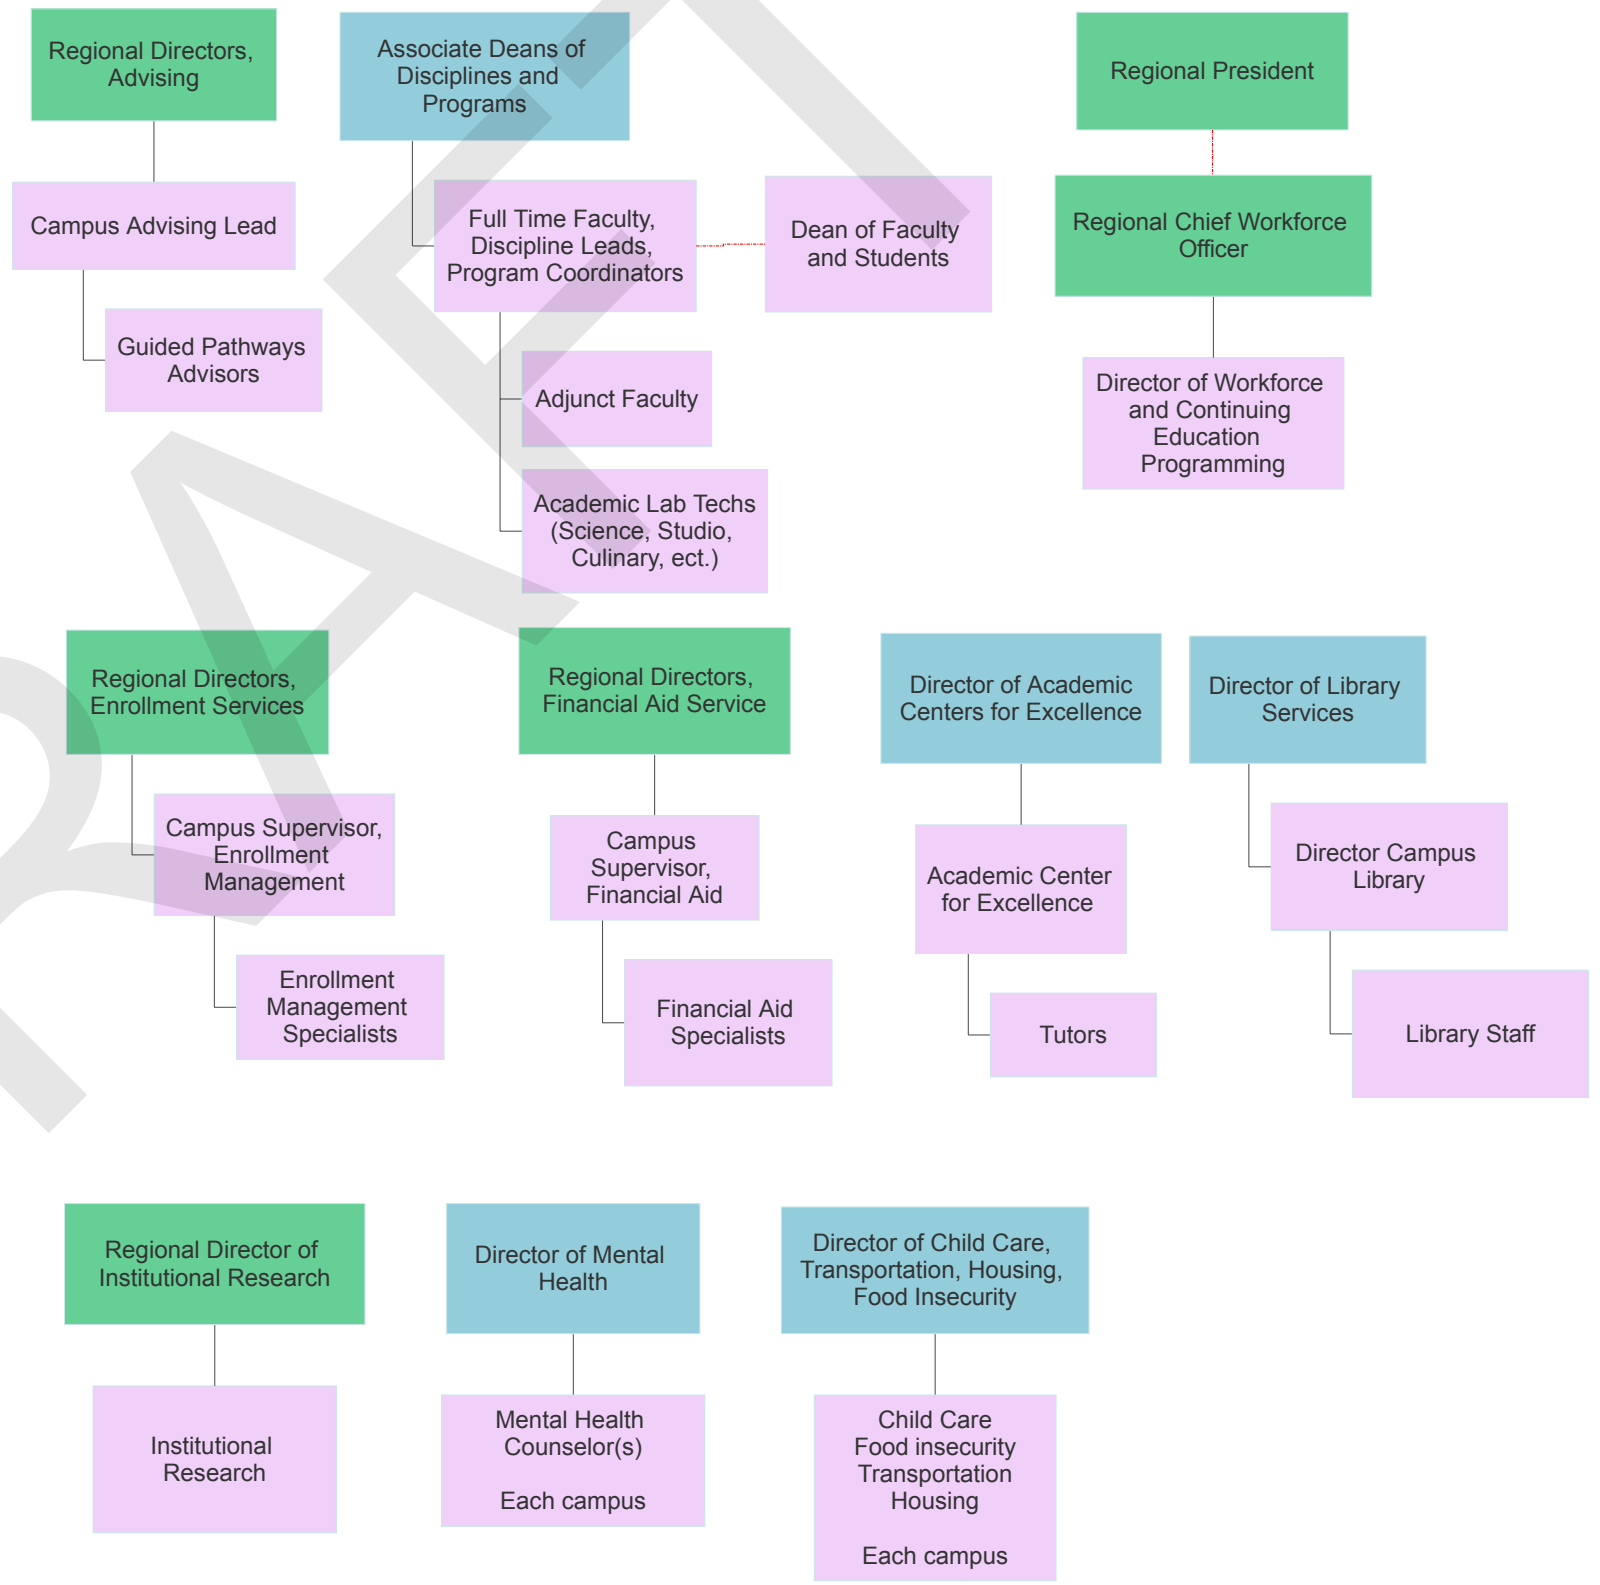 Regional Directors,
Advising
Associate Deans of
Disciplines and
Programs
Regional President
Campus Advising Lead
Full Time Faculty,
Discipline Leads,
Program Coordinators
Dean of Faculty
and Students
Regional Chief Workforce
Officer
Guided Pathways
Advisors
Adjunct Faculty
Director of Workforce
and Continuing
Education
Programming
Academic Lab Techs
(Science, Studio,
Culinary, ect.)
Regional Directors,
Enrollment Services
Regional Directors,
Financial Aid Service
Director of Academic
Centers for Excellence
Director of Library
Services
Campus Supervisor,
Enrollment
Management
Campus
Supervisor,
Financial Aid
Academic Center
for Excellence
Director Campus
Library
Enrollment
Management
Specialists
Financial Aid
Specialists
Tutors
Library Staff
Regional Director of
Institutional Research
Director of Mental
Health
Director of Child Care,
Transportation, Housing,
Food Insecurity
Institutional
Research
Mental Health
Counselor(s)
Each campus
Child Care
Food insecurity
Transportation
Housing
Each campus
RAFT